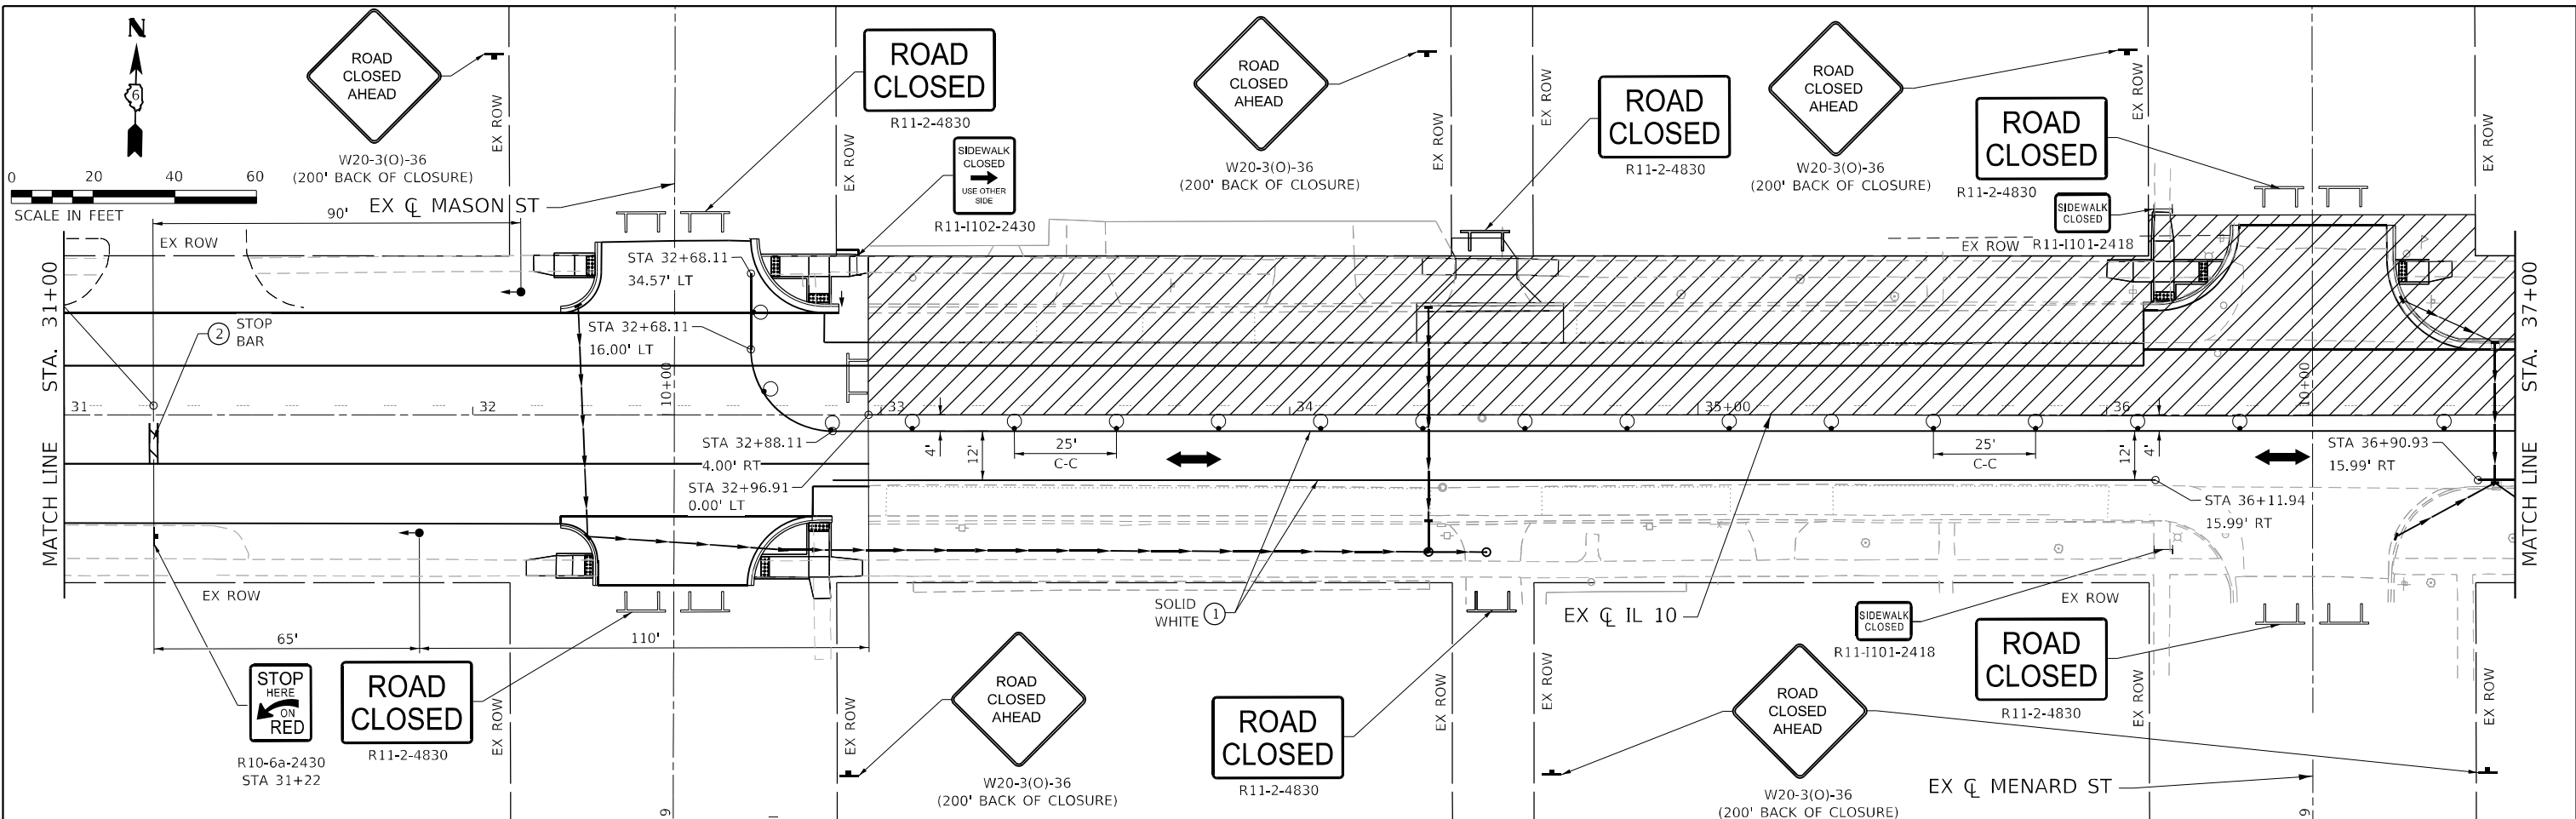 N
6
0 20 40 60
SCALE IN FEET
ROAD
CLOSED
AHEAD
W20-3(O)-36
(200' BACK OF CLOSURE)
EX ROW
EX ℄ MASON ST
ROAD
CLOSED
R11-2-4830
EX ROW
SIDEWALK
CLOSED
USE OTHER
SIDE
R11-I102-2430
ROAD
CLOSED
AHEAD
W20-3(O)-36
(200' BACK OF CLOSURE)
EX ROW
EX ROW
ROAD
CLOSED
R11-2-4830
ROAD
CLOSED
AHEAD
W20-3(O)-36
(200' BACK OF CLOSURE)
EX ROW
ROAD
CLOSED
R11-2-4830
SIDEWALK
CLOSED
R11-I101-2418
EX ROW
EX ROW
90'
EX ROW
MATCH LINE STA. 31+00
2 STOP
BAR
STA 32+68.11
34.57' LT
STA 32+68.11
16.00' LT
10+00
31
32
33
34
35+00
36
10+00
STA 32+88.11
4.00' RT
STA 32+96.91
0.00' LT
4'
12'
25'
C-C
25'
C-C
12'
4'
STA 36+90.93
15.99' RT
STA 36+11.94
15.99' RT
MATCH LINE STA. 37+00
EX ROW
65'
110'
SOLID
WHITE 1
EX ℄ IL 10
SIDEWALK
CLOSED
R11-I101-2418
EX ROW
STOP
HERE
ON
RED
R10-6a-2430
STA 31+22
ROAD
CLOSED
R11-2-4830
EX ROW
9
EX ROW
ROAD
CLOSED
AHEAD
W20-3(O)-36
(200' BACK OF CLOSURE)
ROAD
CLOSED
R11-2-4830
EX ROW
EX ROW
ROAD
CLOSED
AHEAD
W20-3(O)-36
(200' BACK OF CLOSURE)
ROAD
CLOSED
R11-2-4830
EX ROW
EX ℄ MENARD ST
9
EX ROW